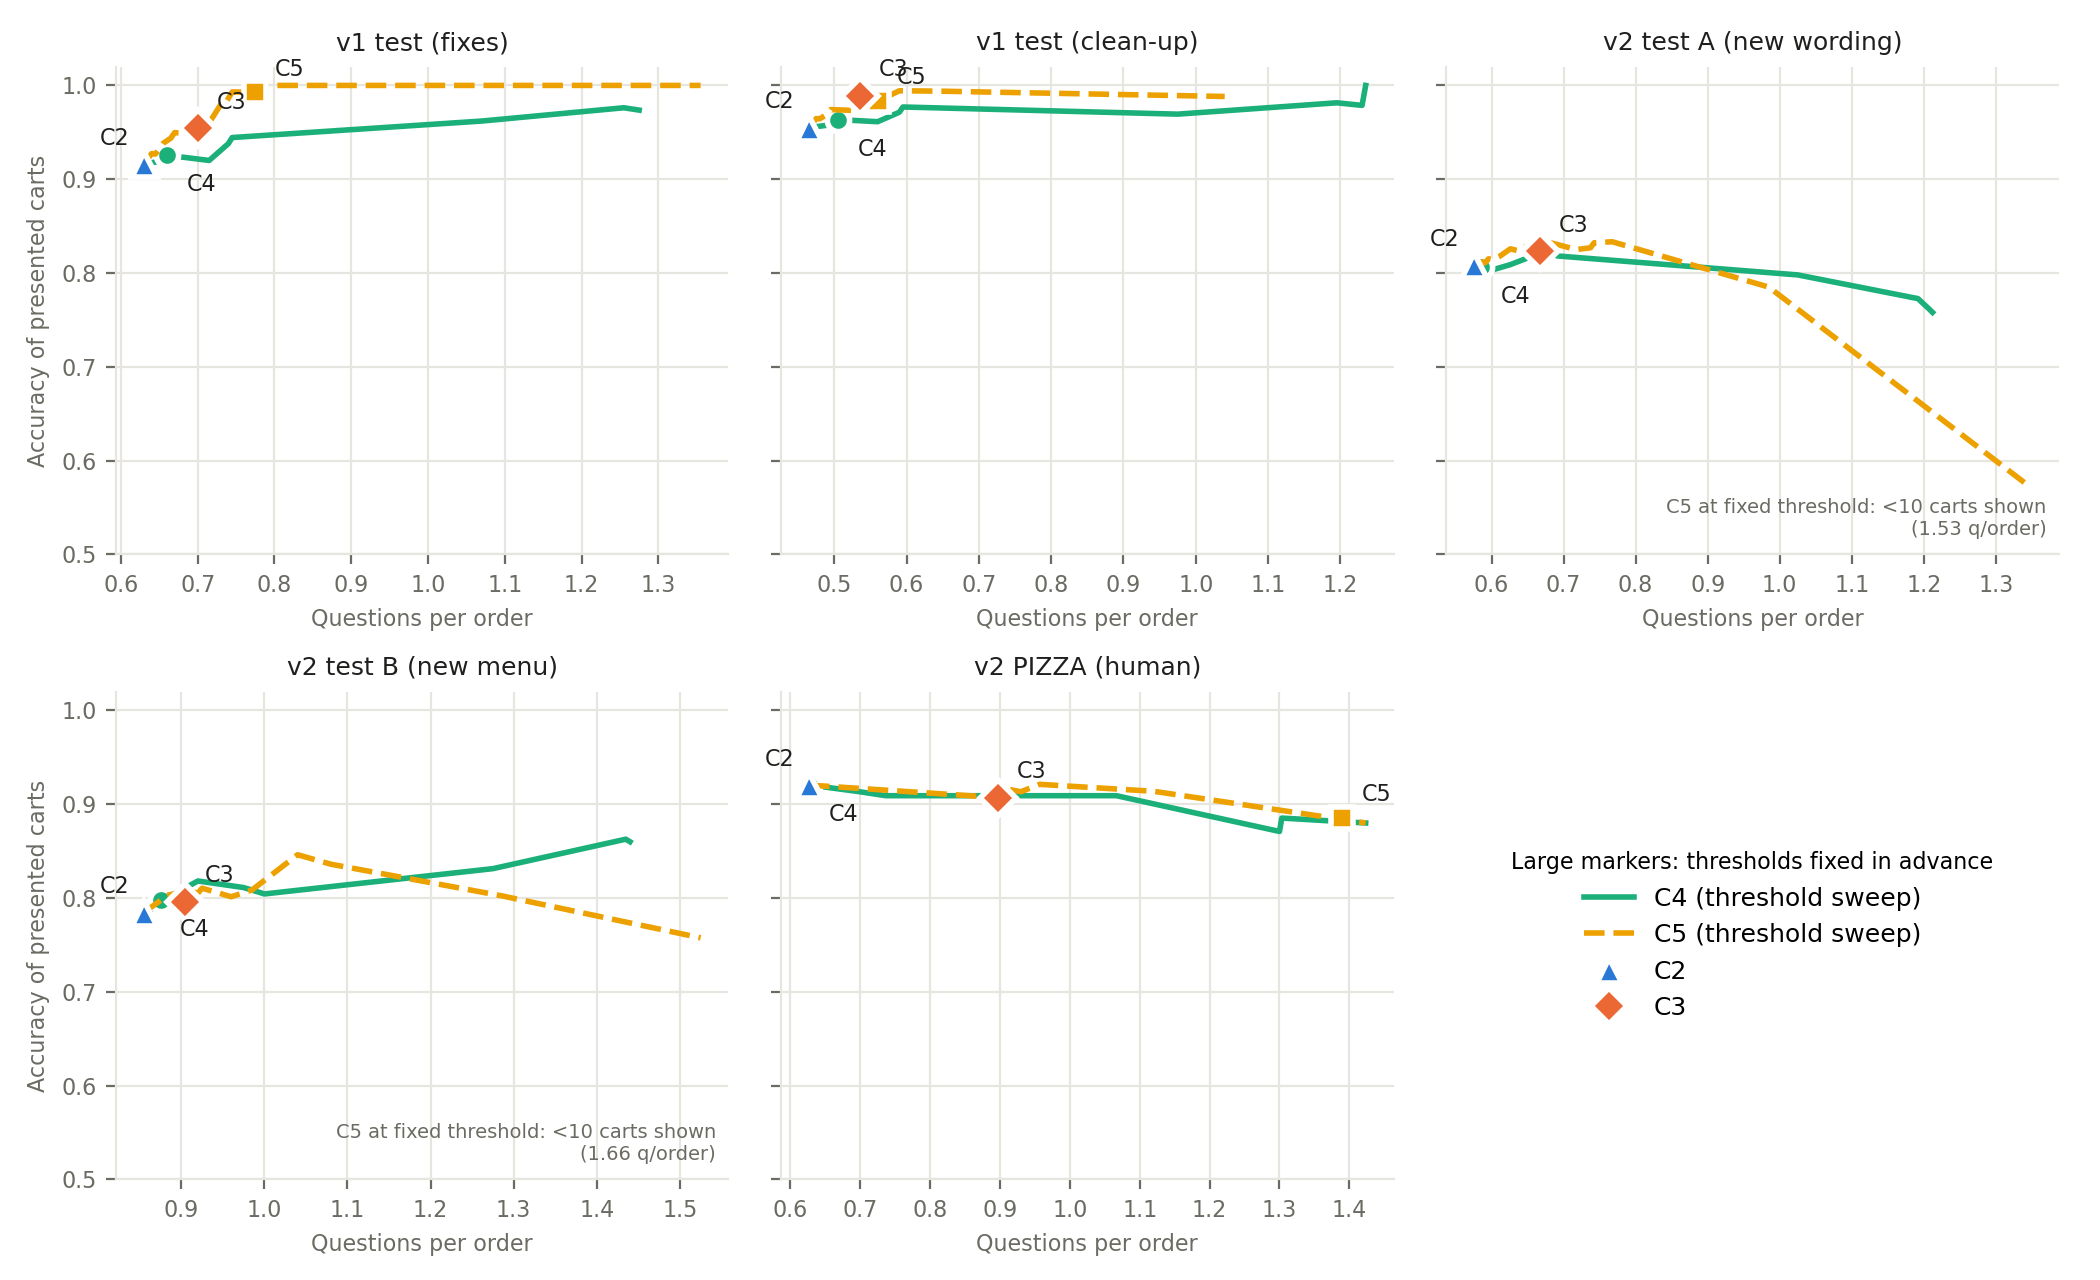 v1 test (fixes)
v1 test (clean-up)
v2 test A (new wording)
Accuracy of presented carts
1.0
0.9
0.8
0.7
0.6
0.5
C2
C3
C4
C5
0.6 0.7 0.8 0.9 1.0 1.1 1.2 1.3
Questions per order
C2
C3
C5
C4
0.5 0.6 0.7 0.8 0.9 1.0 1.1 1.2
Questions per order
C2
C3
C4
C5 at fixed threshold: <10 carts shown
(1.53 q/order)
0.6 0.7 0.8 0.9 1.0 1.1 1.2 1.3
Questions per order
v2 test B (new menu)
v2 PIZZA (human)
Accuracy of presented carts
1.0
0.9
0.8
0.7
0.6
0.5
C2
C3
C4
C5 at fixed threshold: <10 carts shown
(1.66 q/order)
0.9 1.0 1.1 1.2 1.3 1.4 1.5
Questions per order
C2
C3
C4
C5
0.6 0.7 0.8 0.9 1.0 1.1 1.2 1.3 1.4
Questions per order
Large markers: thresholds fixed in advance
C4 (threshold sweep)
C5 (threshold sweep)
C2
C3